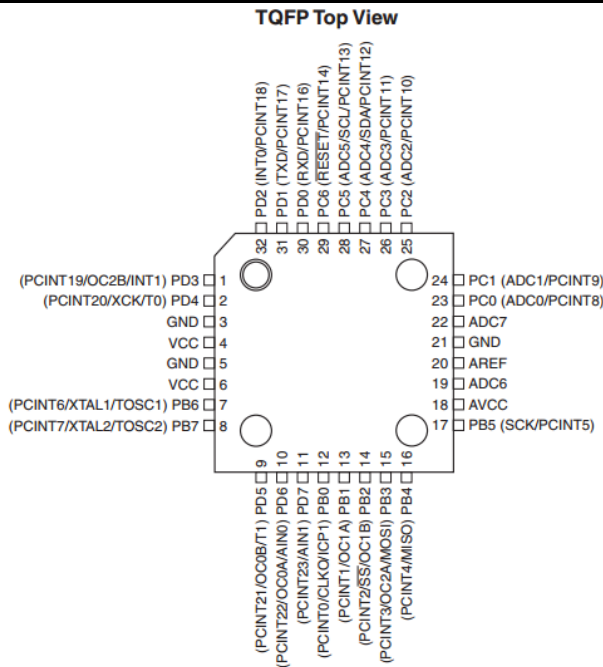 TQFP Top View
PD2 (INT0/PCINT18)
PD1 (TXD/PCINT17)
PD0 (RXD/PCINT16)
PC6 (RESET/PCINT14)
PC5 (ADC5/SCL/PCINT13)
PC4 (ADC4/SDA/PCINT12)
PC3 (ADC3/PCINT11)
PC2 (ADC2/PCINT10)
32
31
30
29
28
27
26
25
(PCINT19/OC2B/INT1) PD3 1
(PCINT20/XCK/T0) PD4 2
GND 3
VCC 4
GND 5
VCC 6
(PCINT6/XTAL1/TOSC1) PB6 7
(PCINT7/XTAL2/TOSC2) PB7 8
24 PC1 (ADC1/PCINT9)
23 PC0 (ADC0/PCINT8)
22 ADC7
21 GND
20 AREF
19 ADC6
18 AVCC
17 PB5 (SCK/PCINT5)
9
10
11
12
13
14
15
16
(PCINT21/OC0B/T1) PD5
(PCINT22/OC0A/AIN0) PD6
(PCINT23/AIN1) PD7
(PCINT0/CLKO/ICP1) PB0
(PCINT1/OC1A) PB1
(PCINT2/SS/OC1B) PB2
(PCINT3/OC2A/MOSI) PB3
(PCINT4/MISO) PB4